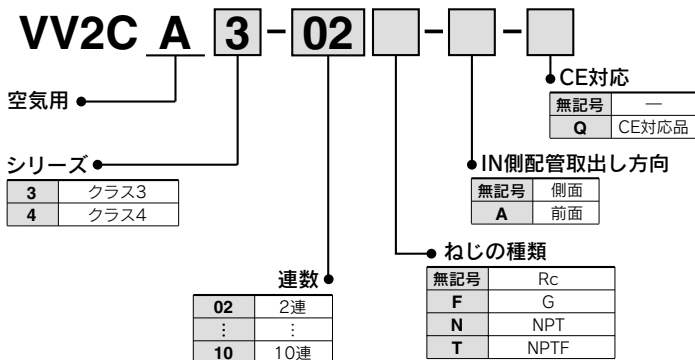 VV2C A 3 - 02 - -
空気用
シリーズ
3 クラス3
4 クラス4
連数
02 2連
⋮ ⋮
10 10連
ねじの種類
無記号 Rc
F G
N NPT
T NPTF
IN側配管取出し方向
無記号 側面
A 前面
CE対応
無記号 —
Q CE対応品